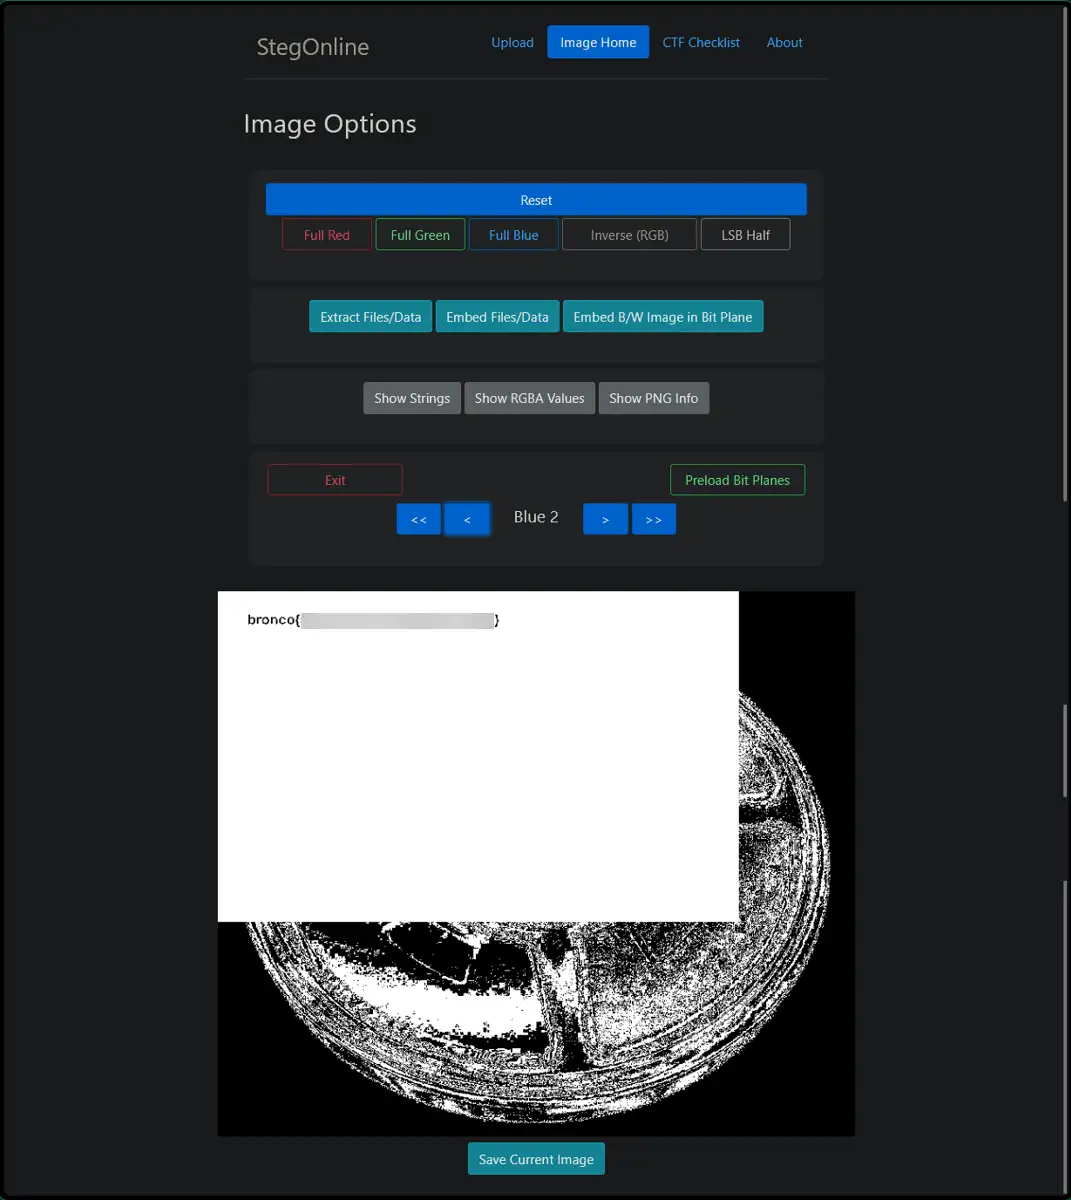 StegOnline
Upload Image Home CTF Checklist About
Image Options
Reset
Full Red Full Green Full Blue Inverse (RGB) LSB Half
Extract Files/Data Embed Files/Data Embed B/W Image in Bit Plane
Show Strings Show RGBA Values Show PNG Info
Exit Preload Bit Planes
<< < Blue 2 > >>
bronco{ }
Save Current Image